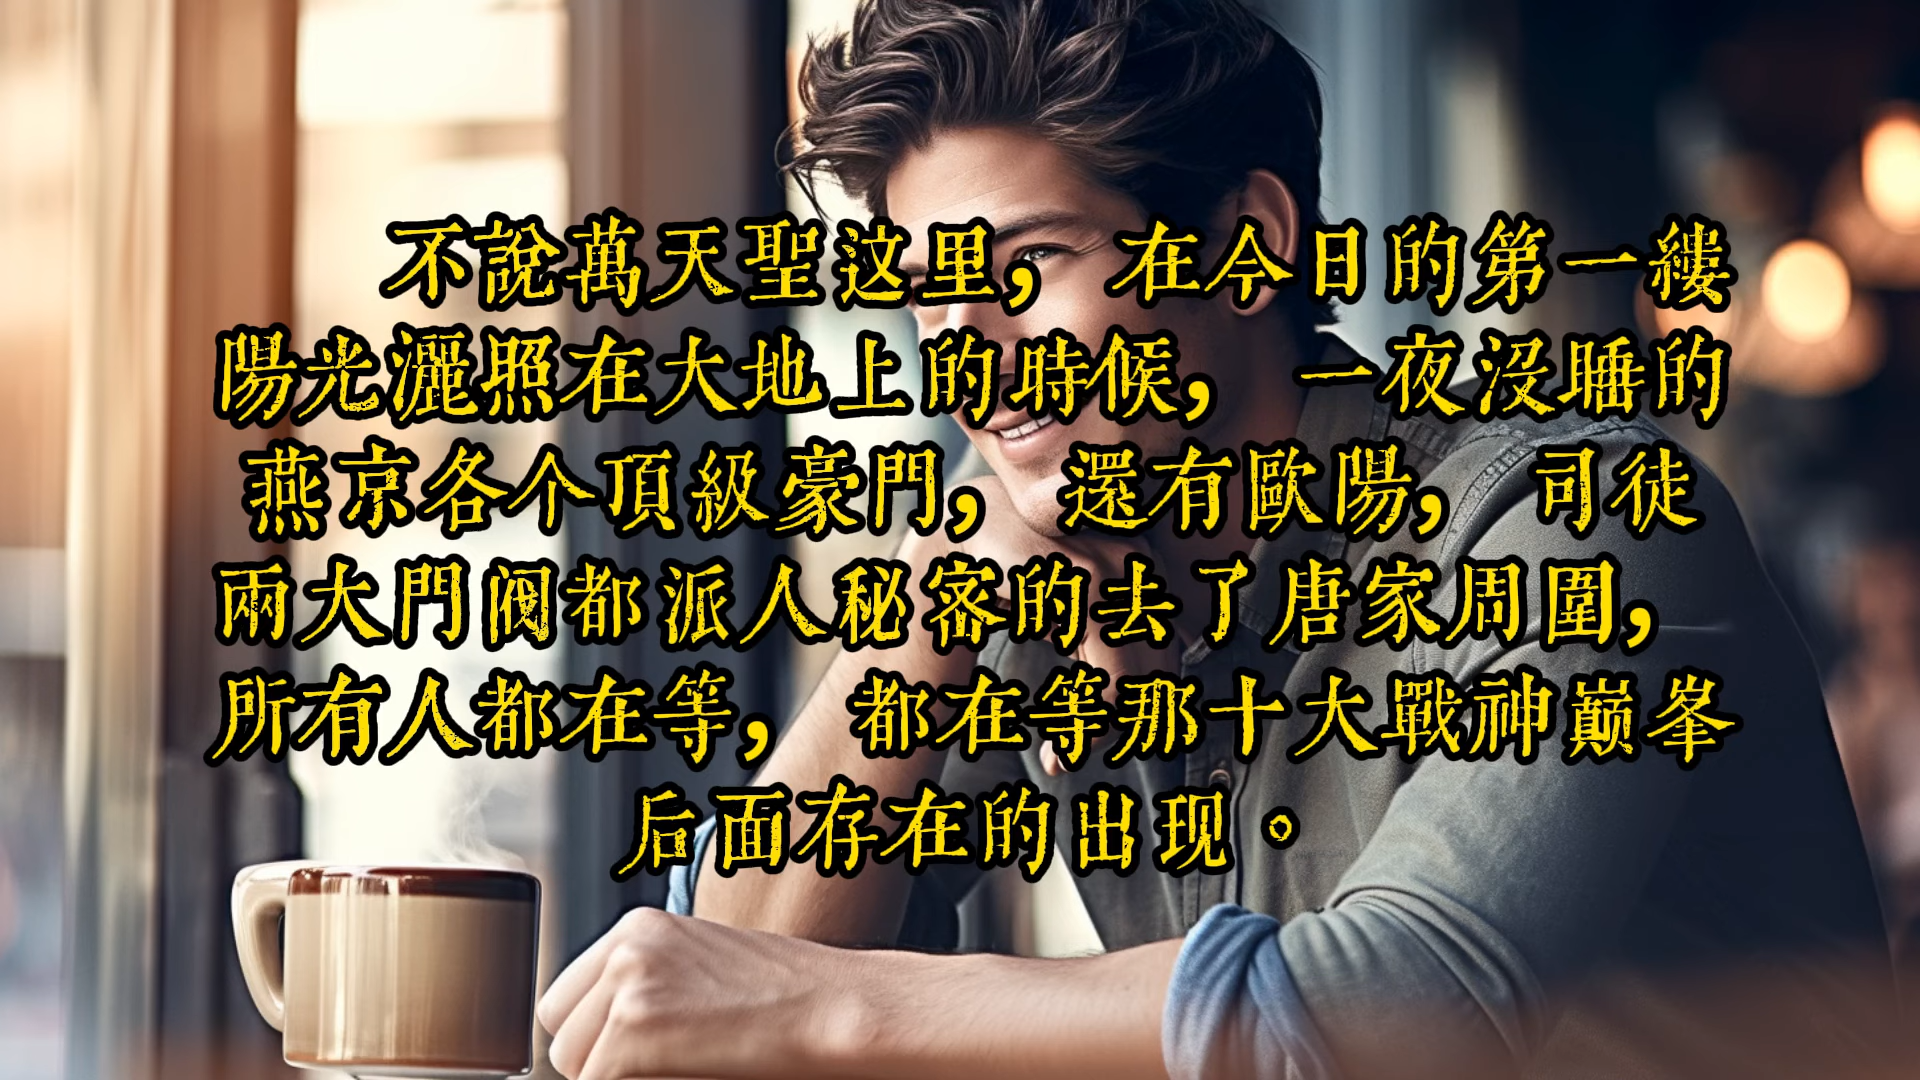 不說萬天聖这里，在今日的第一縷
陽光灑照在大地上的時候，一夜沒睡的
燕京各个頂級豪門，還有歐陽，司徒
兩大門阀都派人秘密的去了唐家周圍，
所有人都在等，都在等那十大戰神巅峯
后面存在的出现。